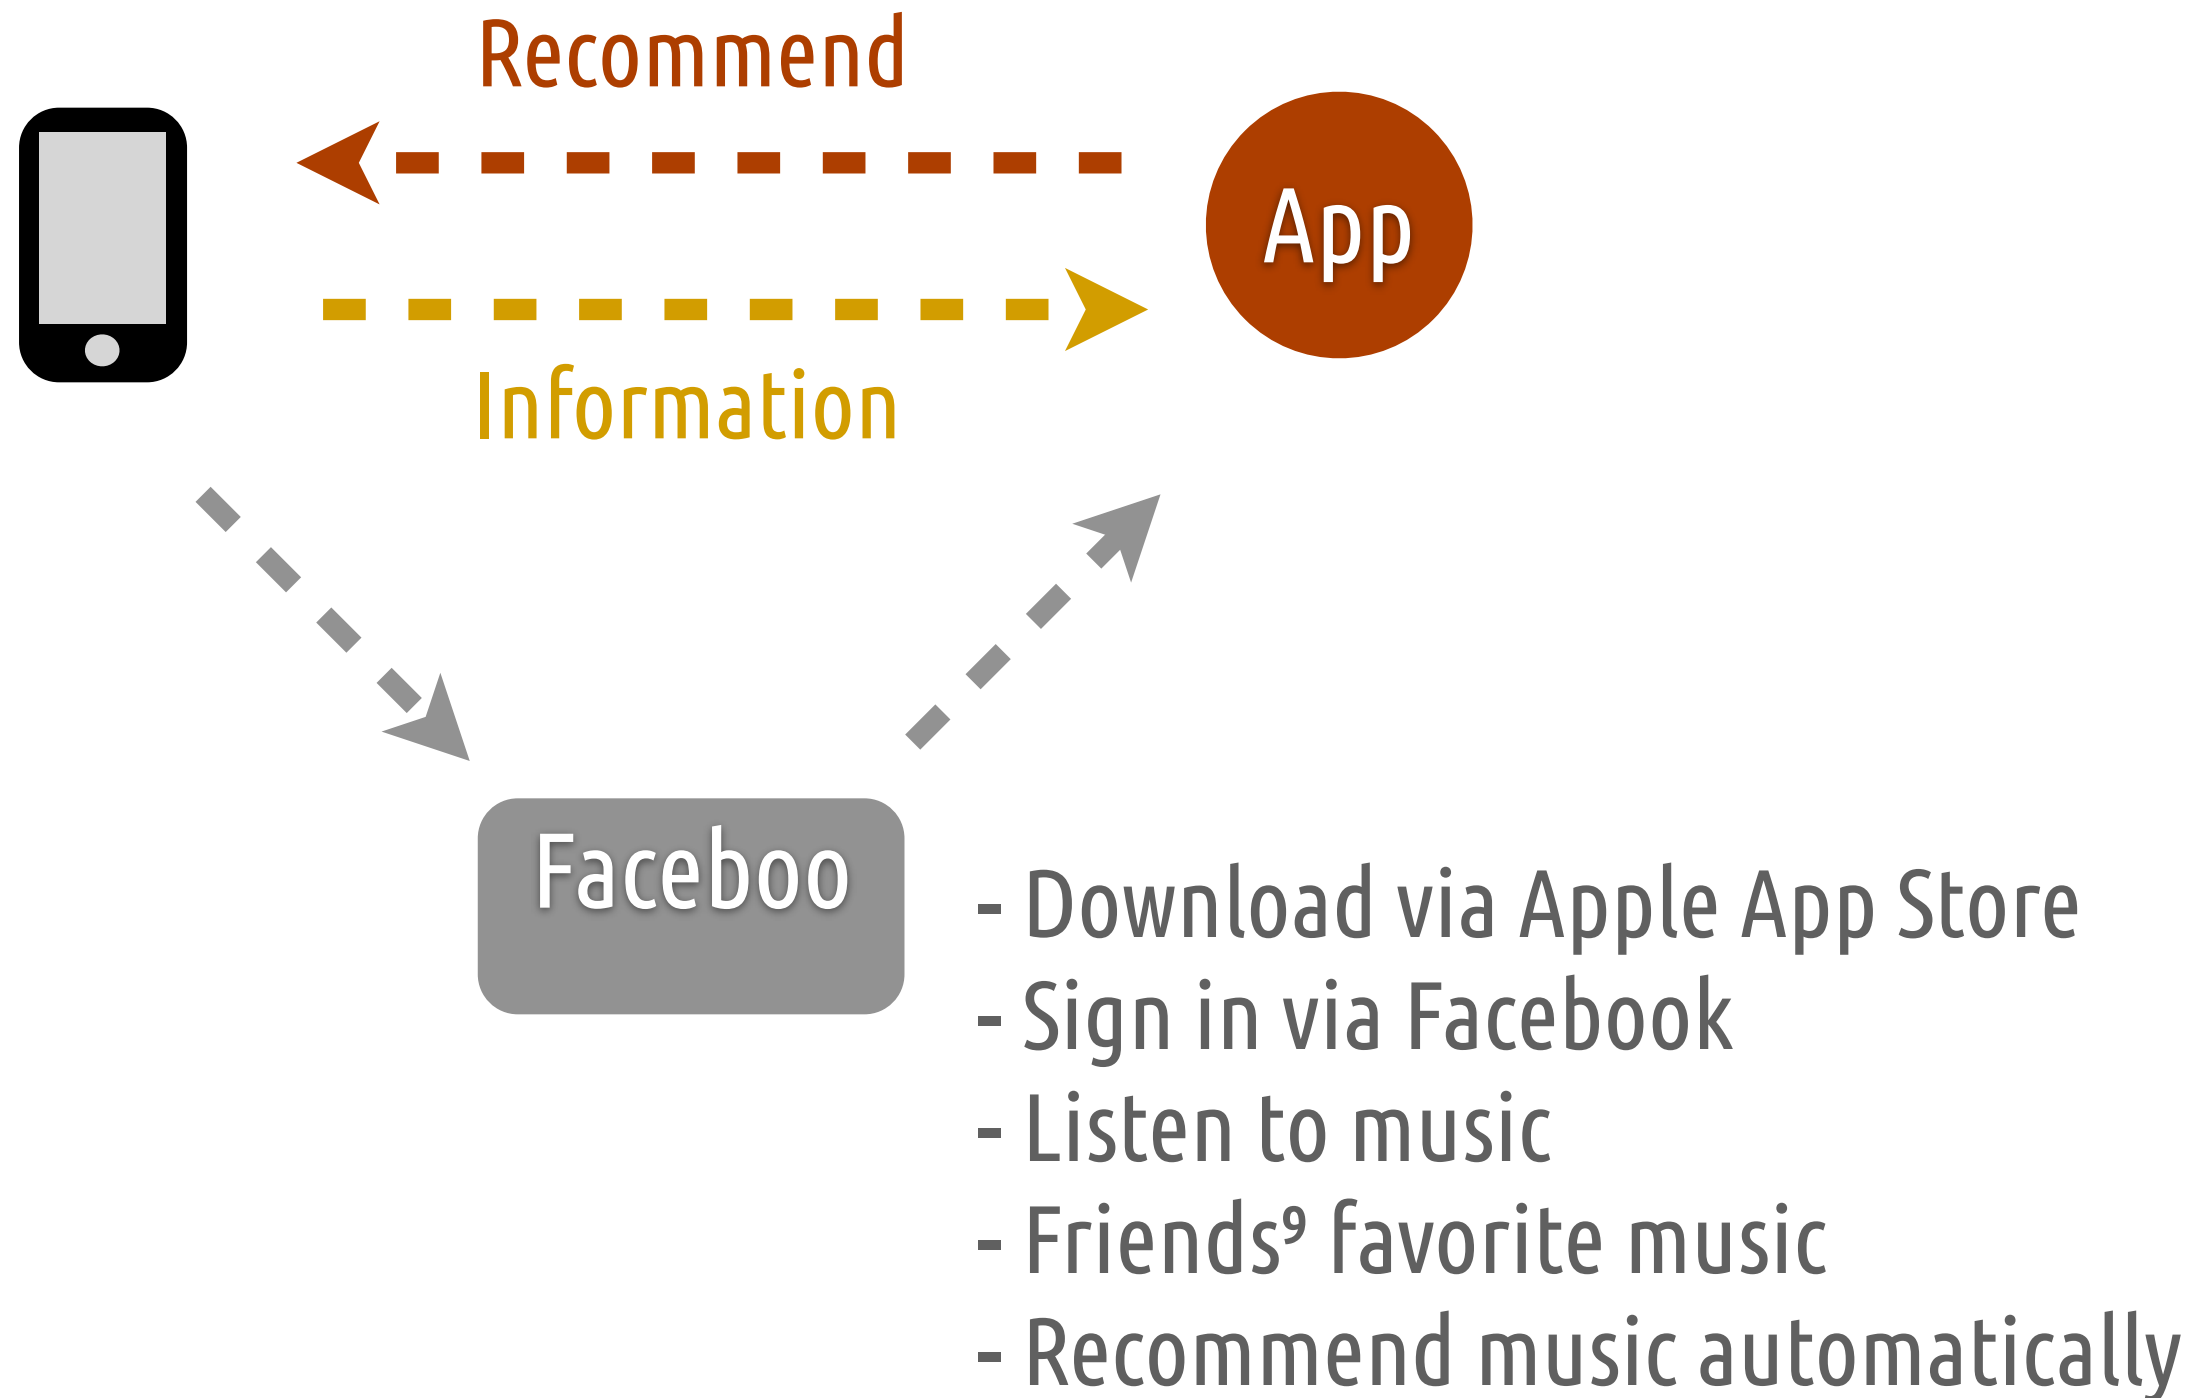 Recommend
App
Information
Faceboo
- Download via Apple App Store
- Sign in via Facebook
- Listen to music
- Friends⁹ favorite music
- Recommend music automatically